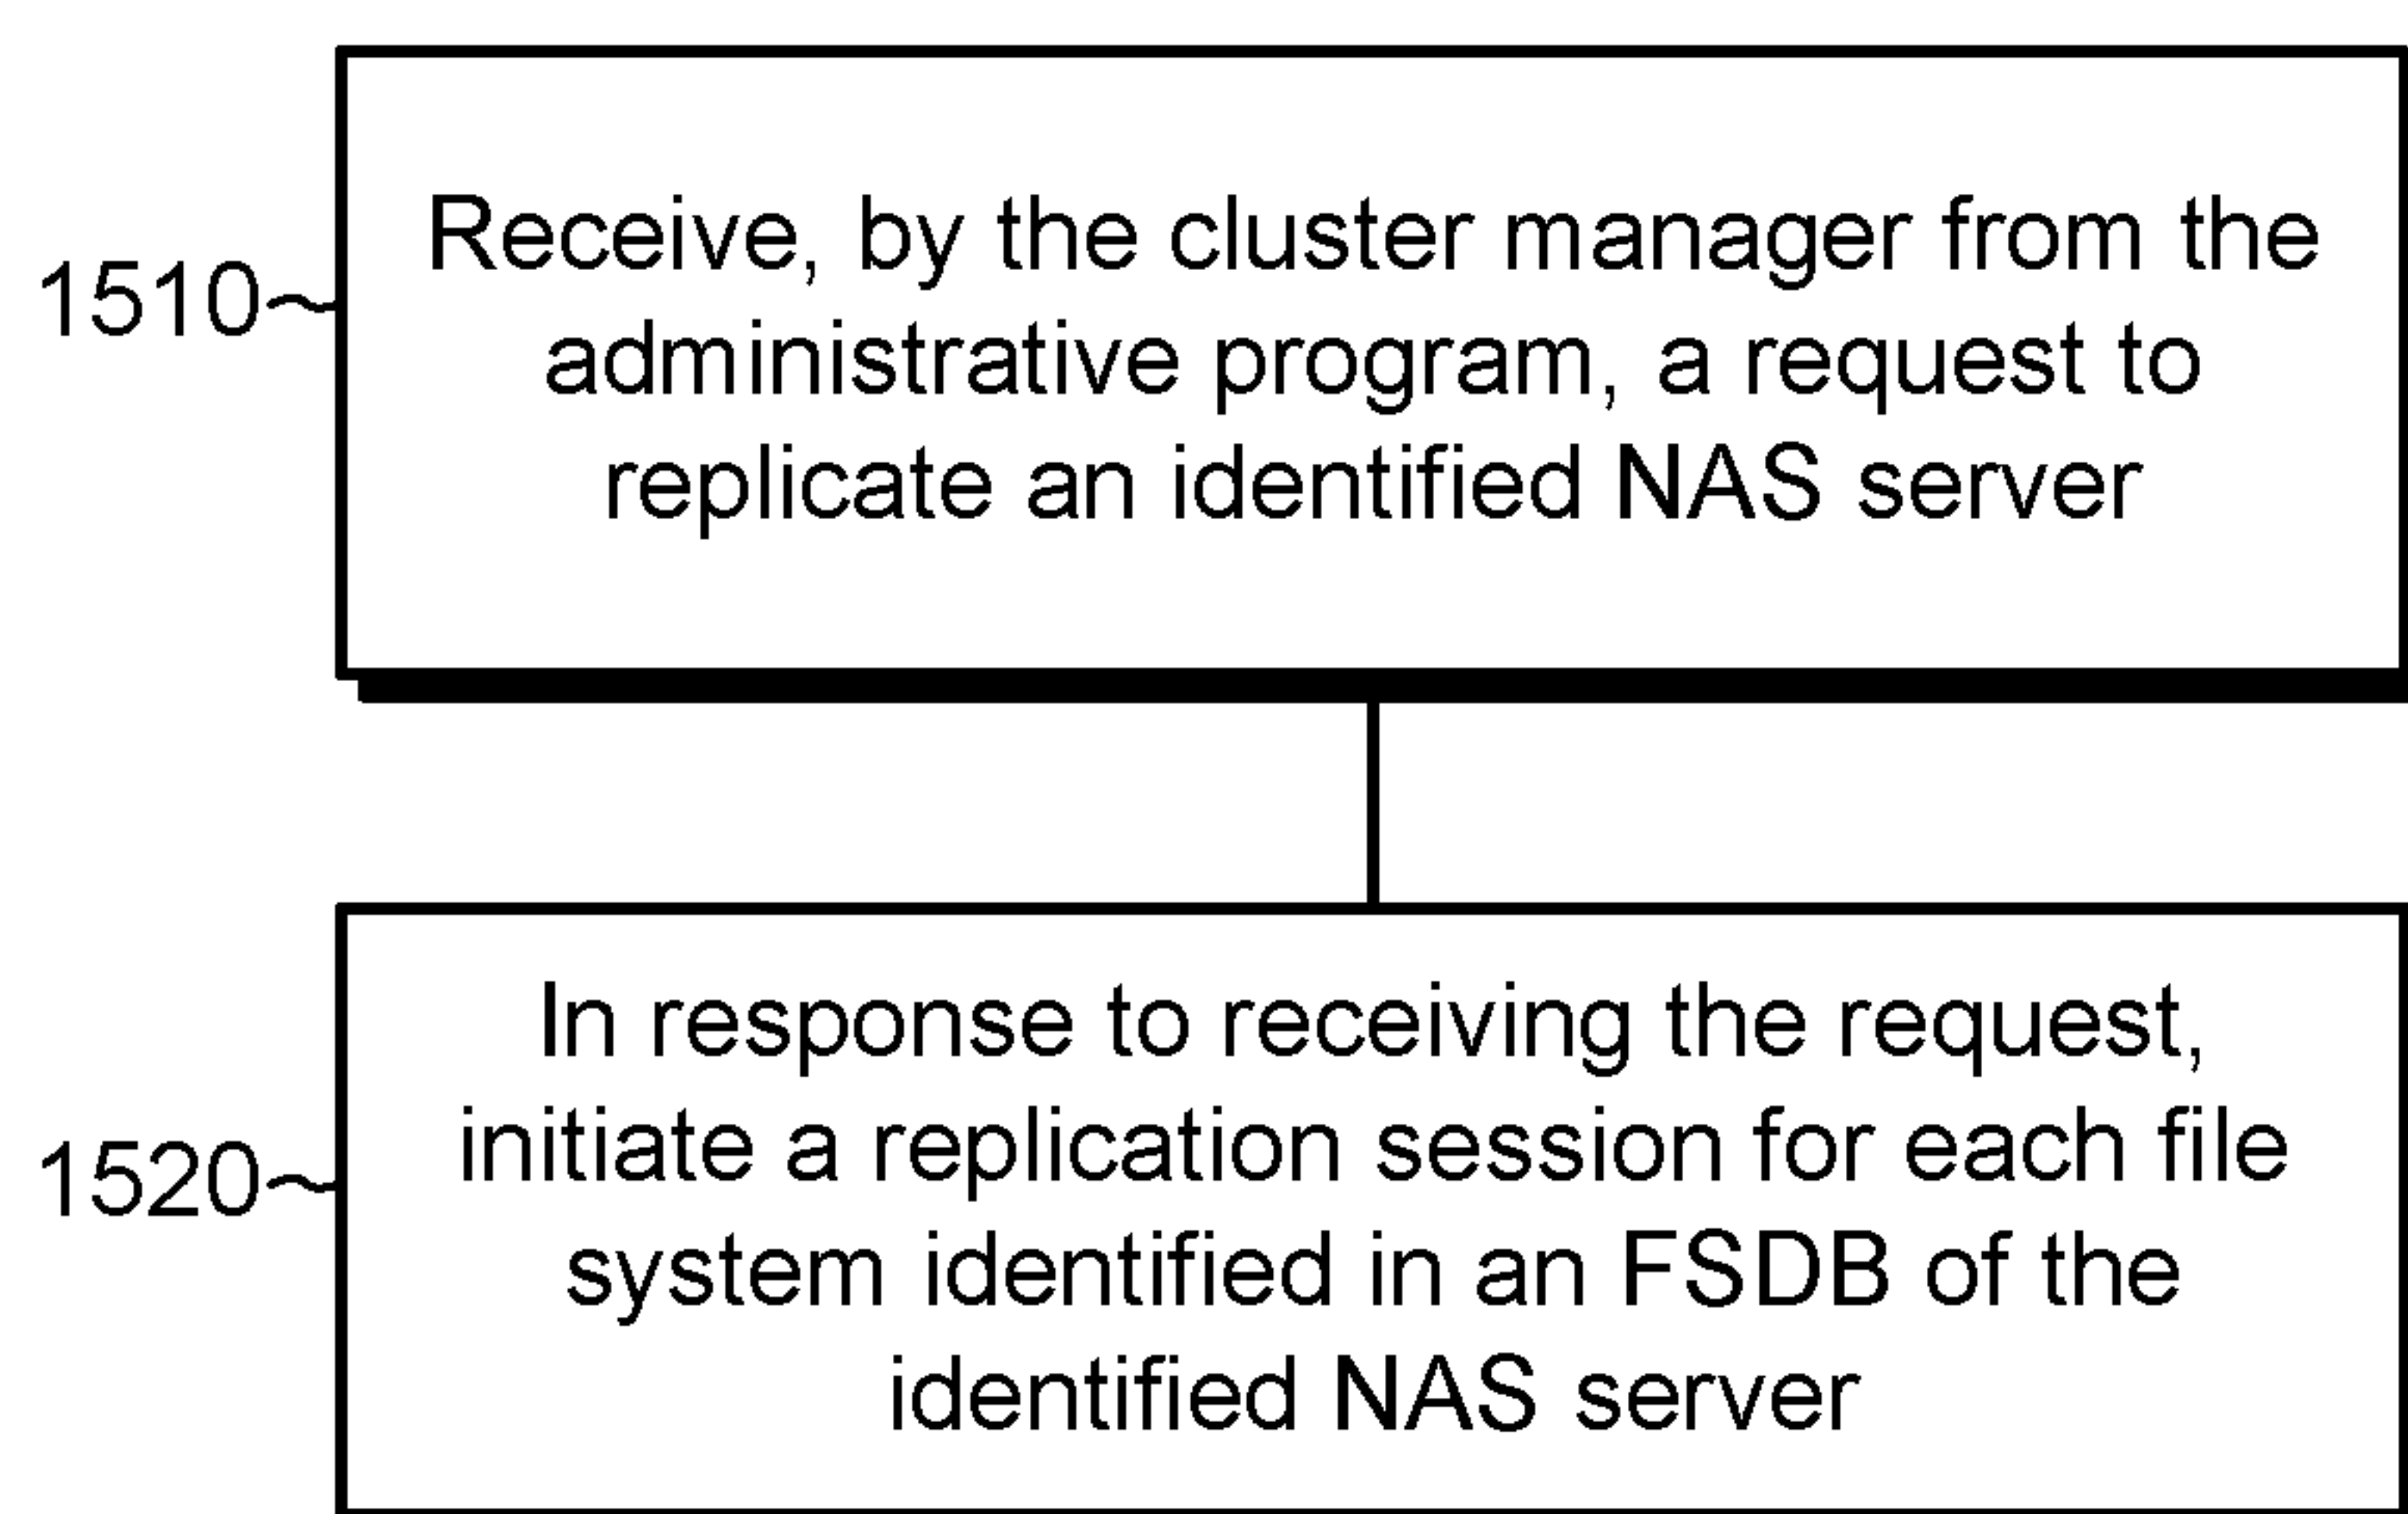 Receive, by the cluster manager from the
1510
administrative program, a request to
replicate an identified NAS server
In response to receiving the request,
initiate a replication session for each file
1520
system identified in an FSDB of the
identified NAS server